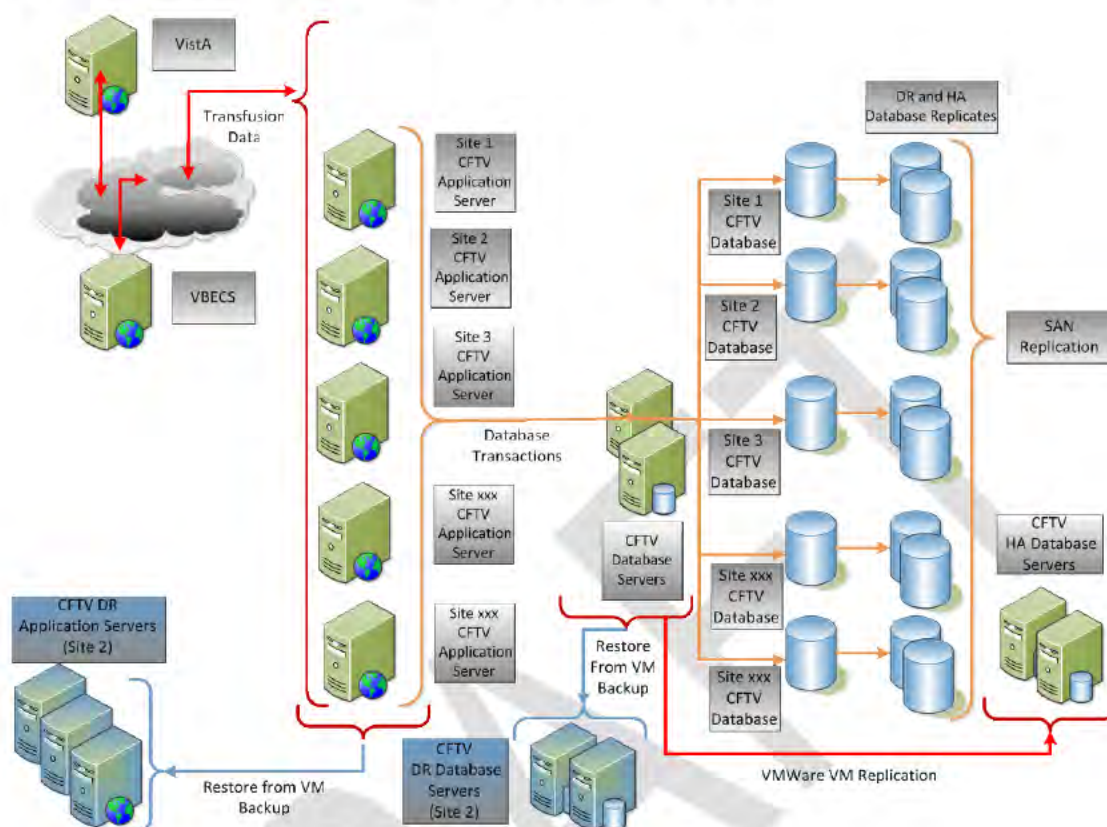 VistA
Transfusion
Data
VBECS
Site 1
CFTV
Application
Server
Site 2
CFTV
Application
Server
Site 3
CFTV
Application
Server
Site xxx
CFTV
Application
Server
Site xxx
CFTV
Application
Server
Database
Transactions
CFTV
Database
Servers
DR and HA
Database Replicates
Site 1
CFTV
Database
Site 2
CFTV
Database
Site 3
CFTV
Database
Site xxx
CFTV
Database
Site xxx
CFTV
Database
SAN
Replication
CFTV
HA Database
Servers
CFTV DR
Application Servers
(Site 2)
Restore from VM
Backup
Restore
From VM
Backup
CFTV
DR Database
Servers
(Site 2)
VMWare VM Replication